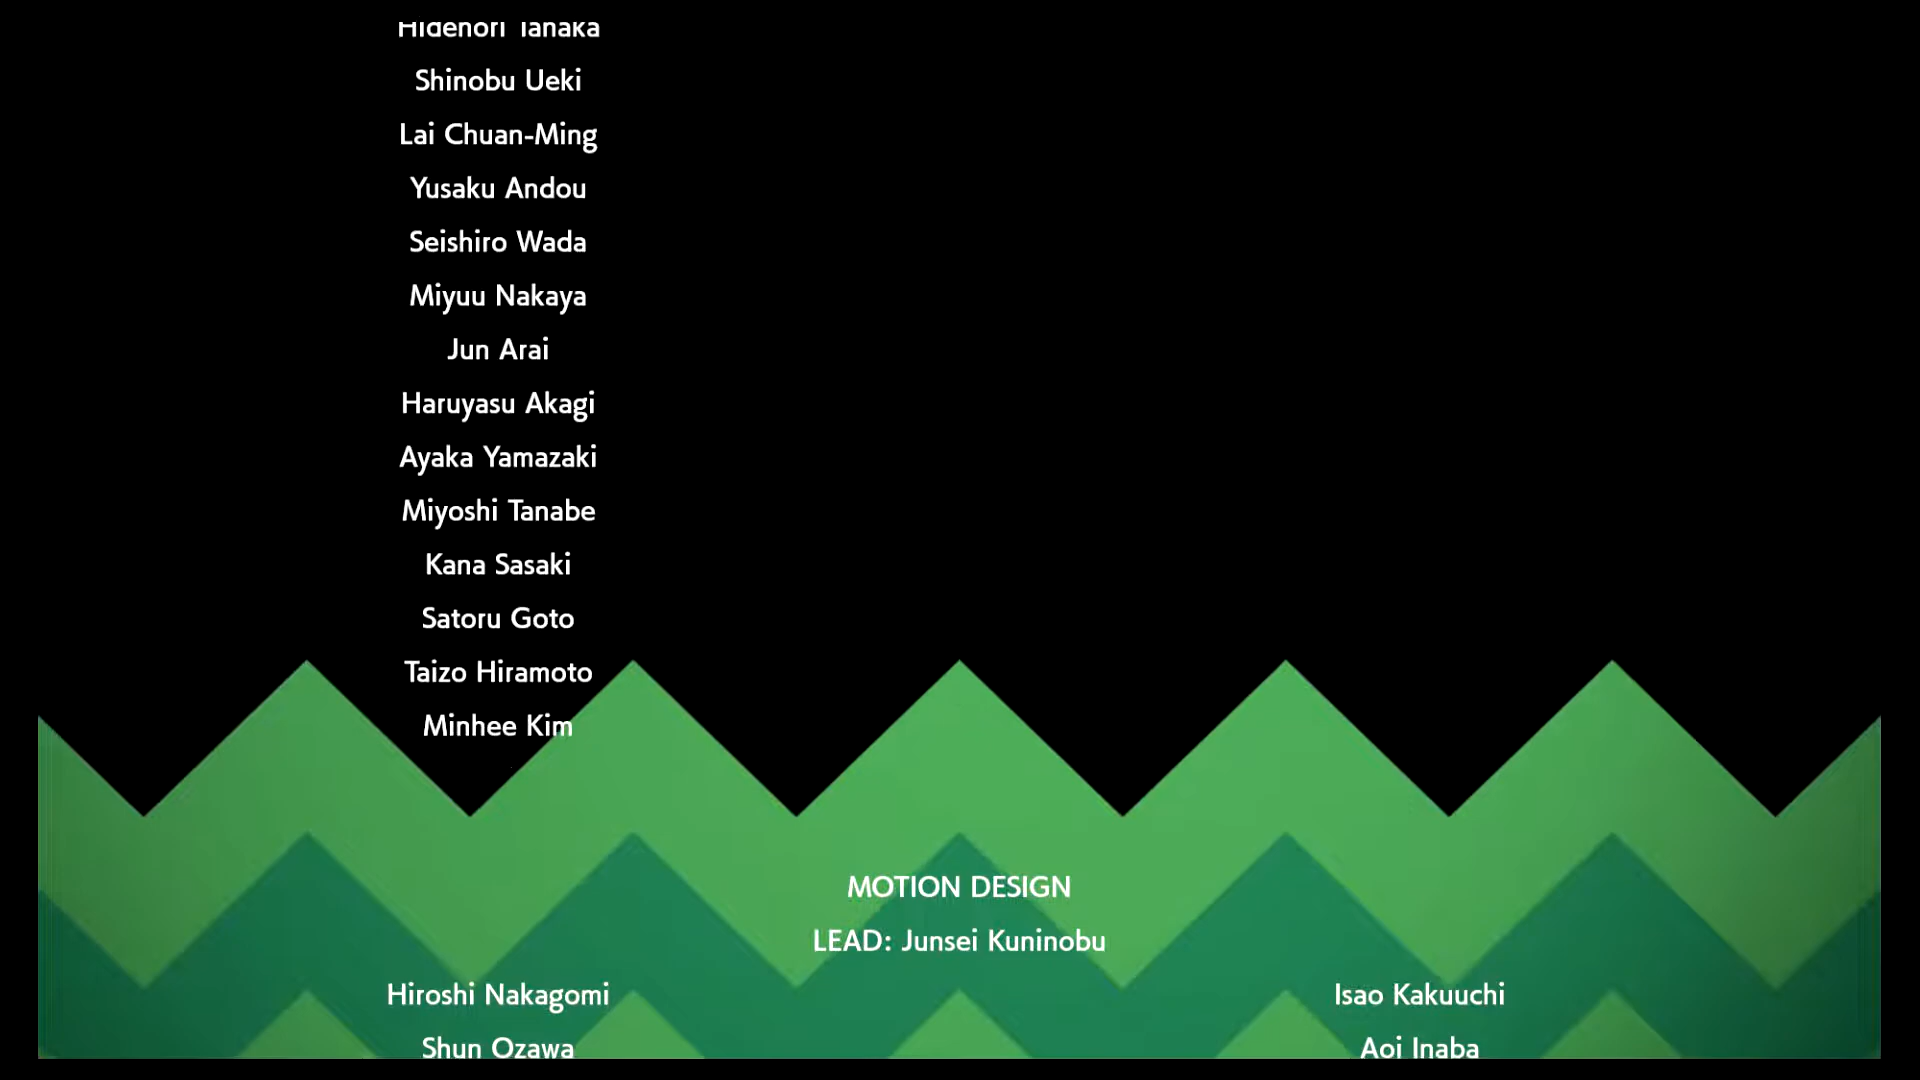 Hidenori Tanaka
Shinobu Ueki
Lai Chuan-Ming
Yusaku Andou
Seishiro Wada
Miyuu Nakaya
Jun Arai
Haruyasu Akagi
Ayaka Yamazaki
Miyoshi Tanabe
Kana Sasaki
Satoru Goto
Taizo Hiramoto
Minhee Kim
MOTION DESIGN
LEAD: Junsei Kuninobu
Hiroshi Nakagomi Isao Kakuuchi
Shun Ozawa Aoi Inaba